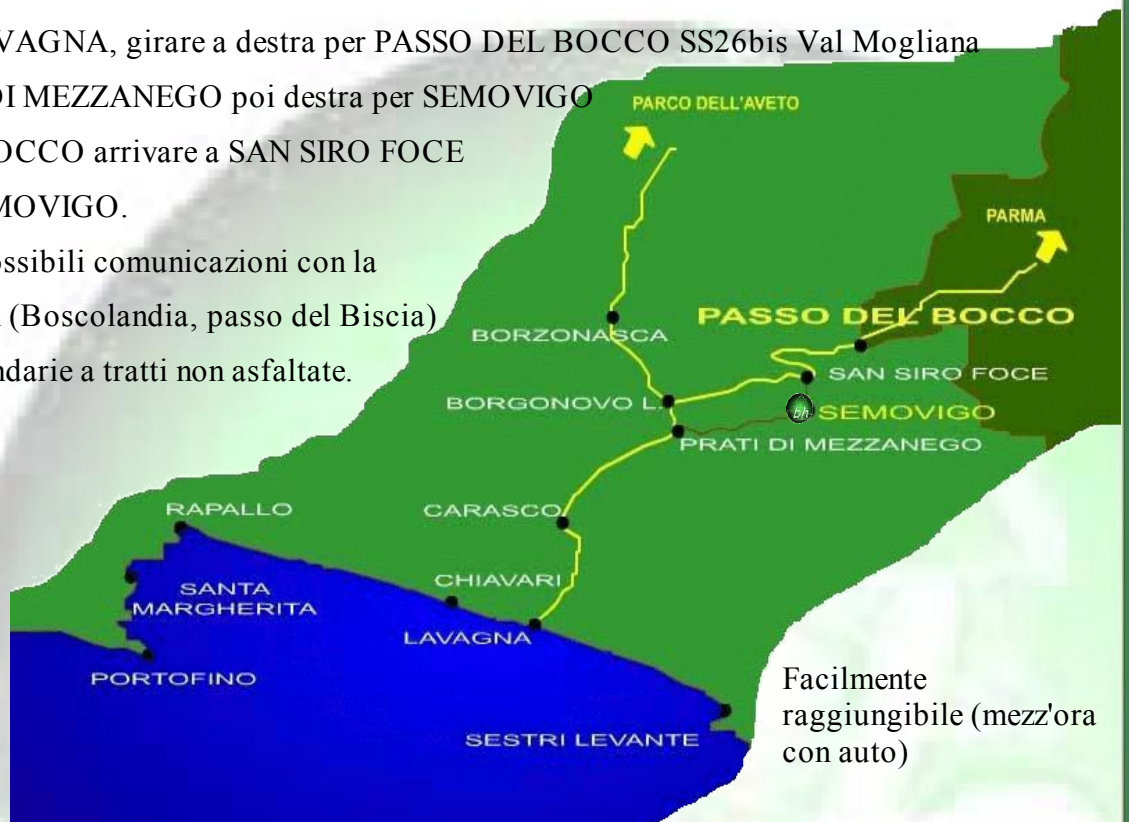 VAGNA, girare a destra per PASSO DEL BOCCO SS26bis Val Mogliana
DI MEZZANEGO poi destra per SEMOVIGO
OCCO arrivare a SAN SIRO FOCE
MOVIGO.
ossibili comunicazioni con la
(Boscolandia, passo del Biscia)
ndarie a tratti non asfaltate.
PARCO DELL'AVETO
PARMA
PASSO DEL BOCCO
BORZONASCA
SAN SIRO FOCE
BORGONOVO L.
bh SEMOVIGO
PRATI DI MEZZANEGO
RAPALLO
CARASCO
CHIAVARI
SANTA
MARGHERITA
LAVAGNA
PORTOFINO
SESTRI LEVANTE
Facilmente
raggiungibile (mezz'ora
con auto)